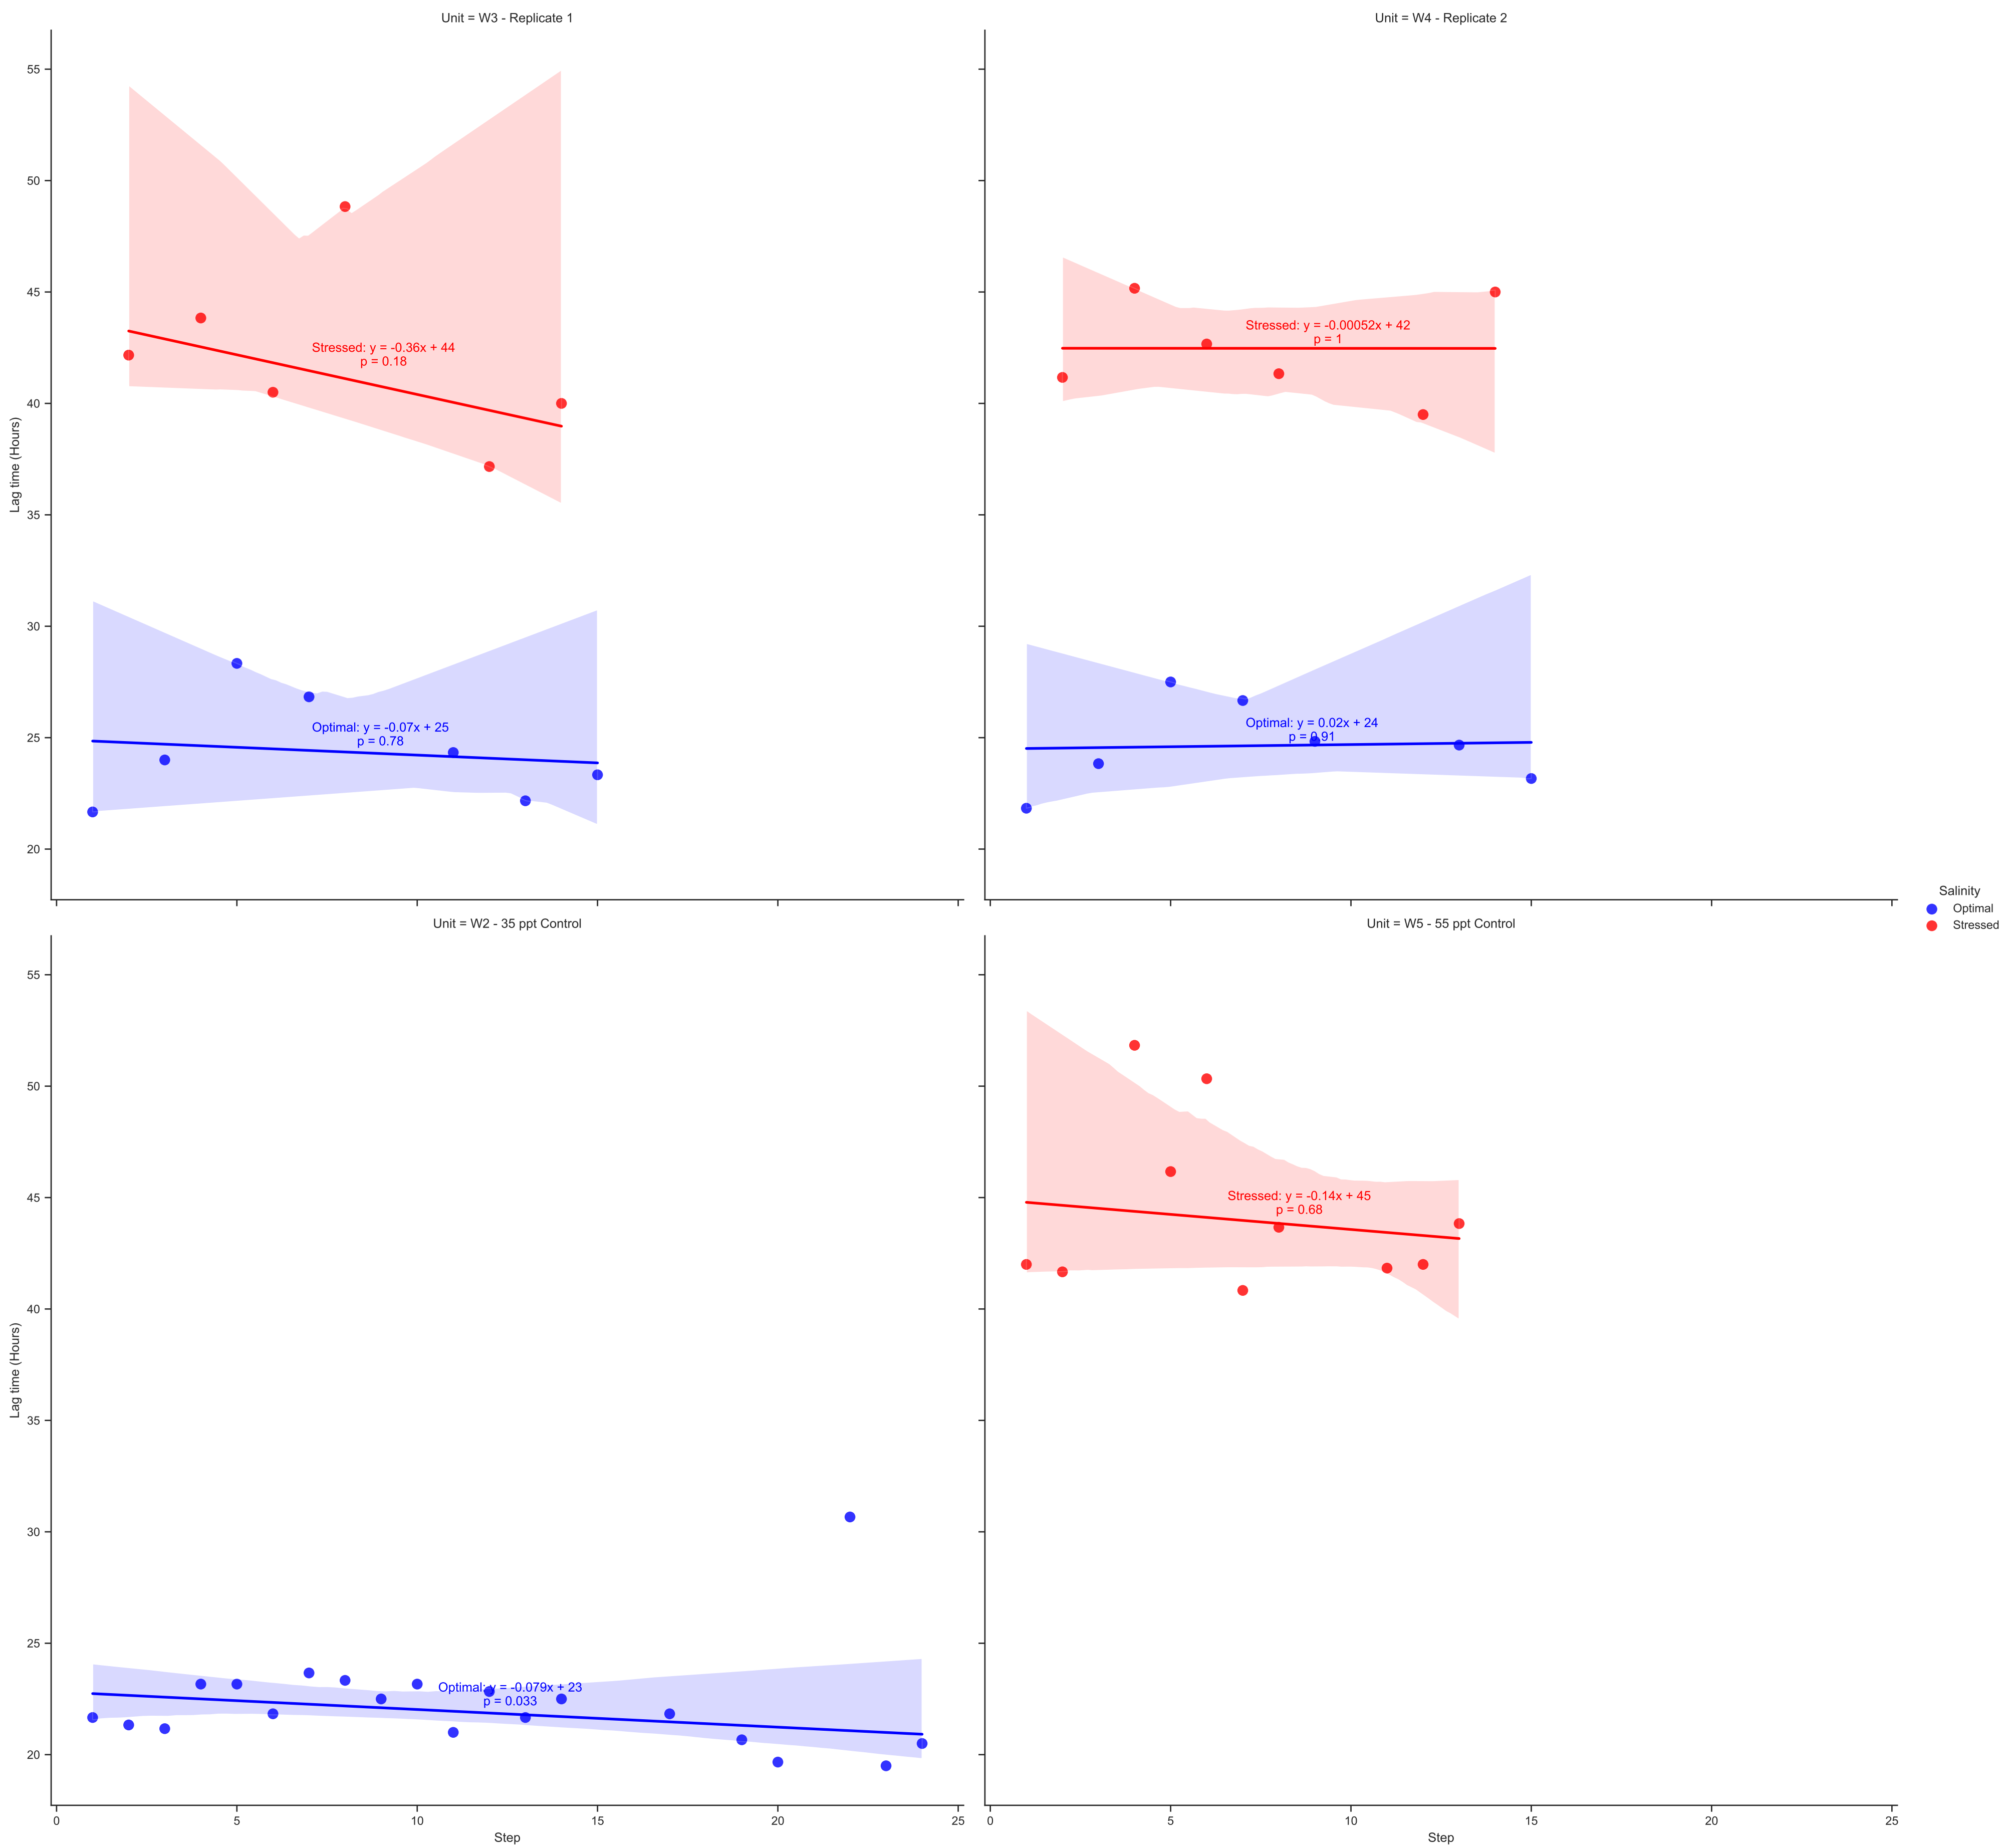 Unit = W3 - Replicate 1
Unit = W4 - Replicate 2
55
50
45
40
35
30
25
20
Lag time (Hours)
Stressed: y = -0.36x + 44
p = 0.18
Optimal: y = -0.07x + 25
p = 0.78
Stressed: y = -0.00052x + 42
p = 1
Optimal: y = 0.02x + 24
p = 0.91
Salinity
Optimal
Stressed
Unit = W2 - 35 ppt Control
Unit = W5 - 55 ppt Control
55
50
45
40
35
30
25
20
Lag time (Hours)
Optimal: y = -0.079x + 23
p = 0.033
Stressed: y = -0.14x + 45
p = 0.68
0 5 10 15 20 25
Step
0 5 10 15 20 25
Step